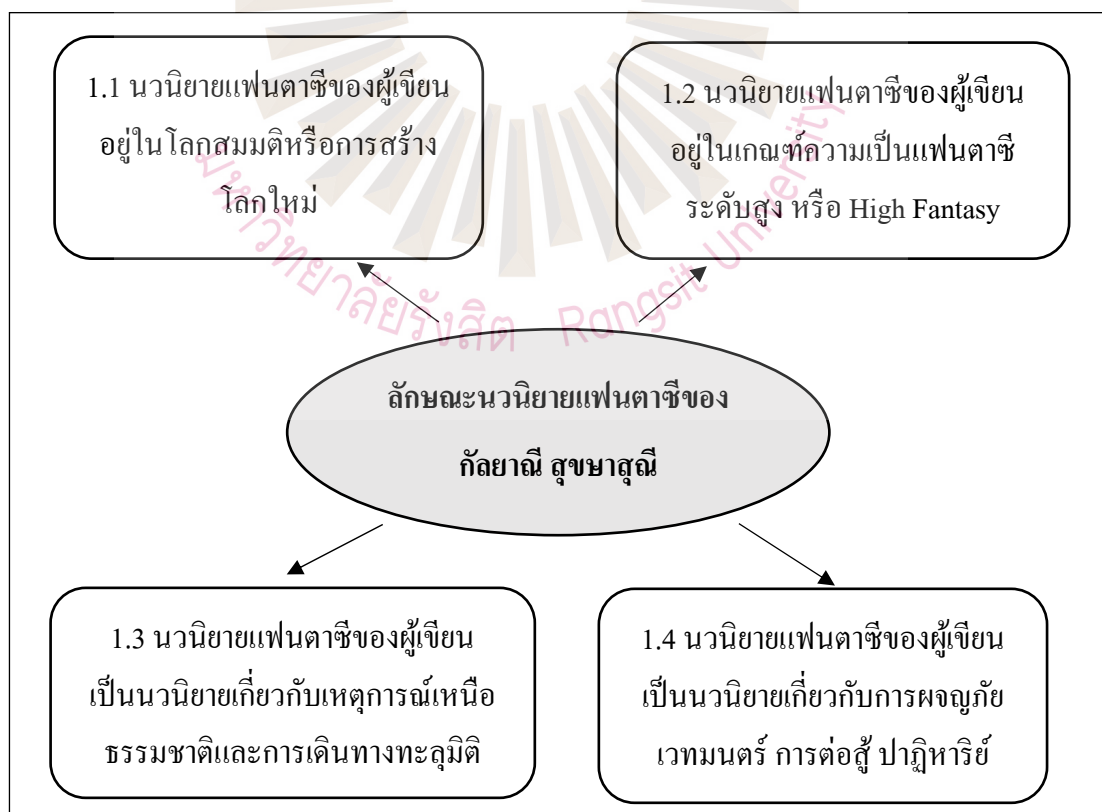 1.1 นวนิยายแฟนตาซีของผู้เขียน
อยู่ในโลกสมมติหรือการสร้าง
โลกใหม่
1.2 นวนิยายแฟนตาซีของผู้เขียน
อยู่ในเกณฑ์ความเป็นแฟนตาซี
ระดับสูง หรือ High Fantasy
มหาวิทยาลัยรังสิต Rangsit University
ลักษณะนวนิยายแฟนตาซีของ
กัลยาณี สุขษาสุณี
1.3 นวนิยายแฟนตาซีของผู้เขียน
เป็นนวนิยายเกี่ยวกับเหตุการณ์เหนือ
ธรรมชาติและการเดินทางทะลุมิติ
1.4 นวนิยายแฟนตาซีของผู้เขียน
เป็นนวนิยายเกี่ยวกับการผจญภัย
เวทมนตร์ การต่อสู้ ปาฏิหาริย์